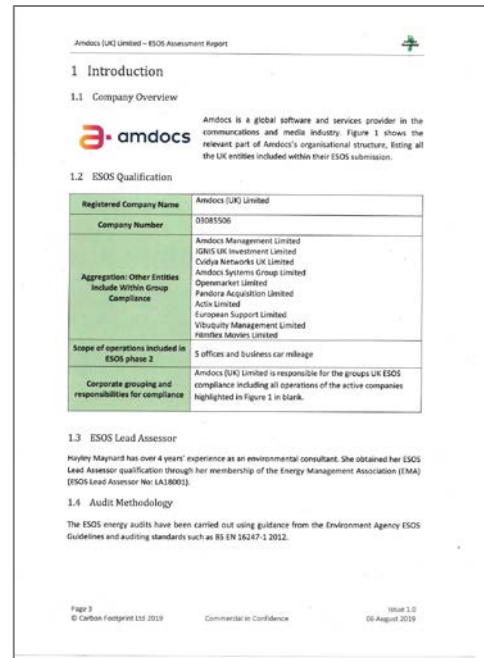 Amdocs (UK) Limited – ESOS Assessment Report
1 Introduction
1.1 Company Overview
amdocs
Amdocs is a global software and services provider in the
communcations and media industry. Figure 1 shows the
relevant part of Amdocs's organisational structure, listing all
the UK entities included within their ESOS submission.
1.2 ESOS Qualification
Registered Company Name
Amdocs (UK) Limited
Company Number
03085506
Aggregation: Other Entities
Include Within Group
Compliance
Amdocs Management Limited
IGNIS UK Investment Limited
Cvidya Networks UK Limited
Amdocs Systems Group Limited
Openmarket Limited
Pandora Acquisition Limited
Actix Limited
European Support Limited
Vibuquity Management Limited
Filmflex Movies Limited
Scope of operations included in
ESOS phase 2
5 offices and business car mileage
Corporate grouping and
responsibilities for compliance
Amdocs (UK) Limited is responsible for the groups UK ESOS
compliance including all operations of the active companies
highlighted in Figure 1 in blank.
1.3 ESOS Lead Assessor
Hayley Maynard has over 4 years' experience as an environmental consultant. She obtained her ESOS
Lead Assessor qualification through her membership of the Energy Management Association (EMA)
(ESOS Lead Assessor No: LA18001).
1.4 Audit Methodology
The ESOS energy audits have been carried out using guidance from the Environment Agency ESOS
Guidelines and auditing standards such as BS EN 16247-1 2012.
Page 3
© Carbon Footprint Ltd 2019
Commercial in Confidence
Issue 1.0
06 August 2019